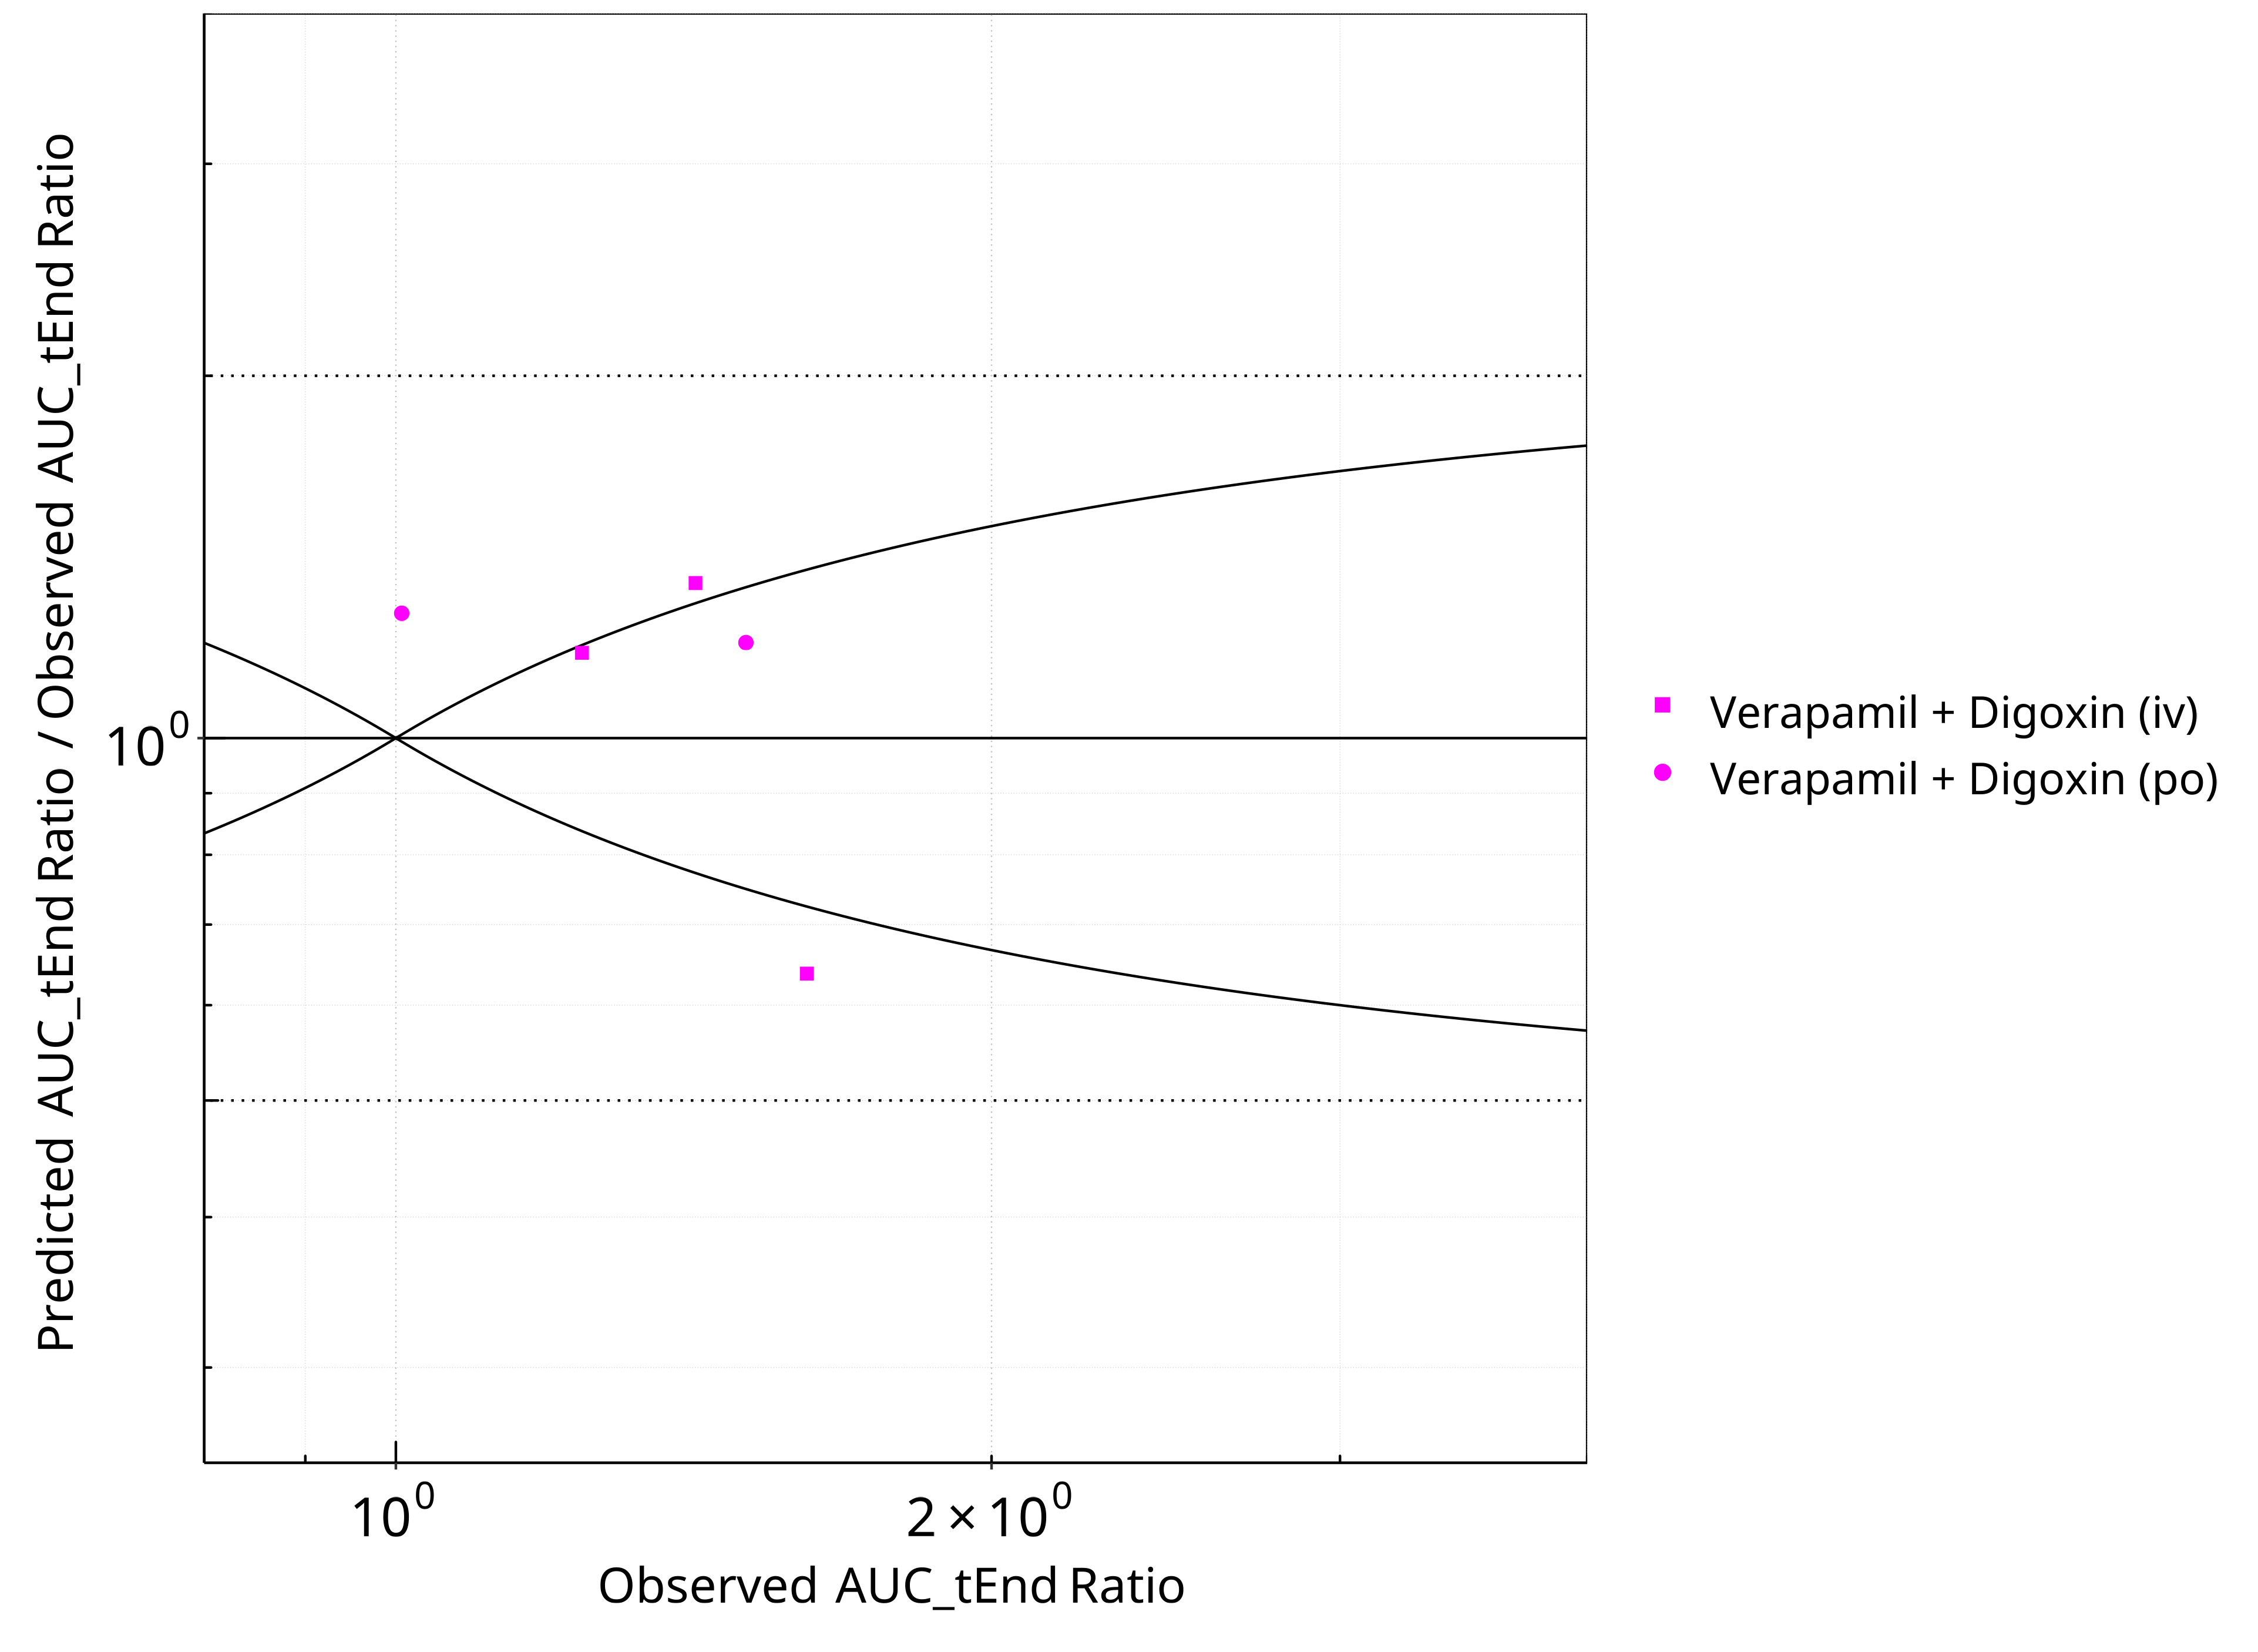 Predicted AUC_tEnd Ratio / Observed AUC_tEnd Ratio
10^0
10^0
2 × 10^0
Observed AUC_tEnd Ratio
Verapamil + Digoxin (iv)
Verapamil + Digoxin (po)